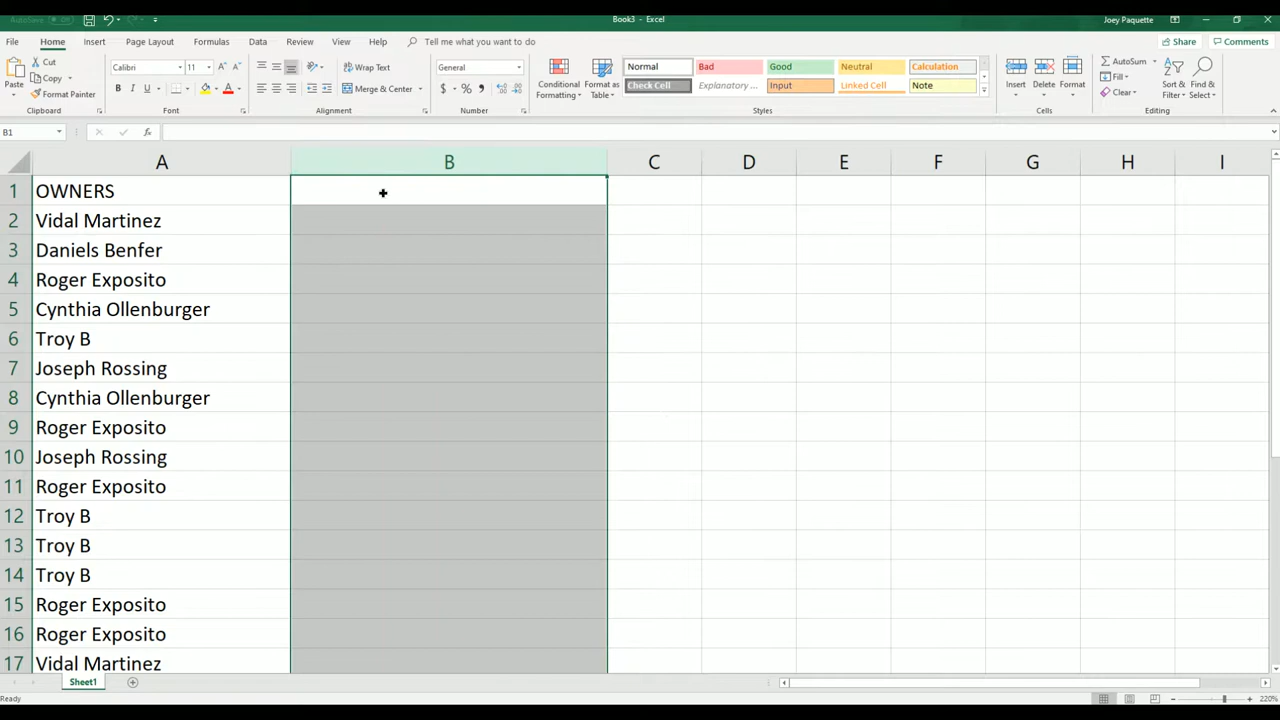 AutoSave Off
Book3 - Excel
Joey Paquette
File Home Insert Page Layout Formulas Data Review View Help Tell me what you want to do
Share Comments
Paste
Cut
Copy
Format Painter
Clipboard
Calibri 11
B I U
Font
Wrap Text
Merge & Center
Alignment
General
$ % 9
Number
Conditional Formatting
Format as Table
Normal Bad Good Neutral Calculation
Check Cell Explanatory ... Input Linked Cell Note
Styles
Insert Delete Format
Cells
AutoSum
Fill
Clear
Sort & Filter
Find & Select
Editing
B1 fx
A B C D E F G H I
1 OWNERS
2 Vidal Martinez
3 Daniels Benfer
4 Roger Exposito
5 Cynthia Ollenburger
6 Troy B
7 Joseph Rossing
8 Cynthia Ollenburger
9 Roger Exposito
10 Joseph Rossing
11 Roger Exposito
12 Troy B
13 Troy B
14 Troy B
15 Roger Exposito
16 Roger Exposito
17 Vidal Martinez
Sheet1
Ready
220%